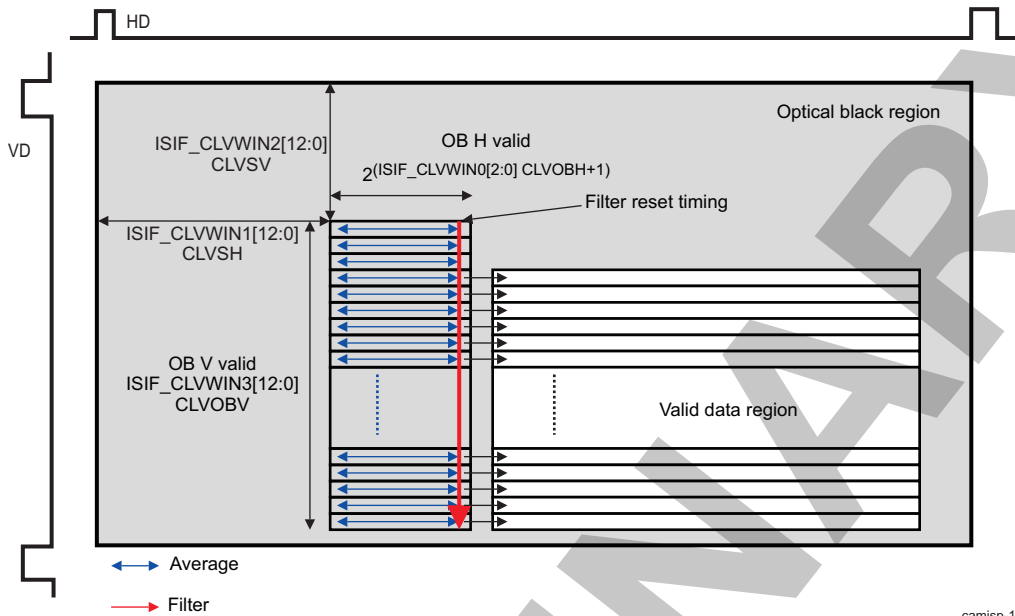 HD
VD
Optical black region
ISIF_CLVWIN2[12:0]
CLVSV
OB H valid
2(ISIF_CLVWIN0[2:0] CLVOBH+1)
Filter reset timing
ISIF_CLVWIN1[12:0]
CLVSH
OB V valid
ISIF_CLVWIN3[12:0]
CLVOBV
Valid data region
Average
Filter